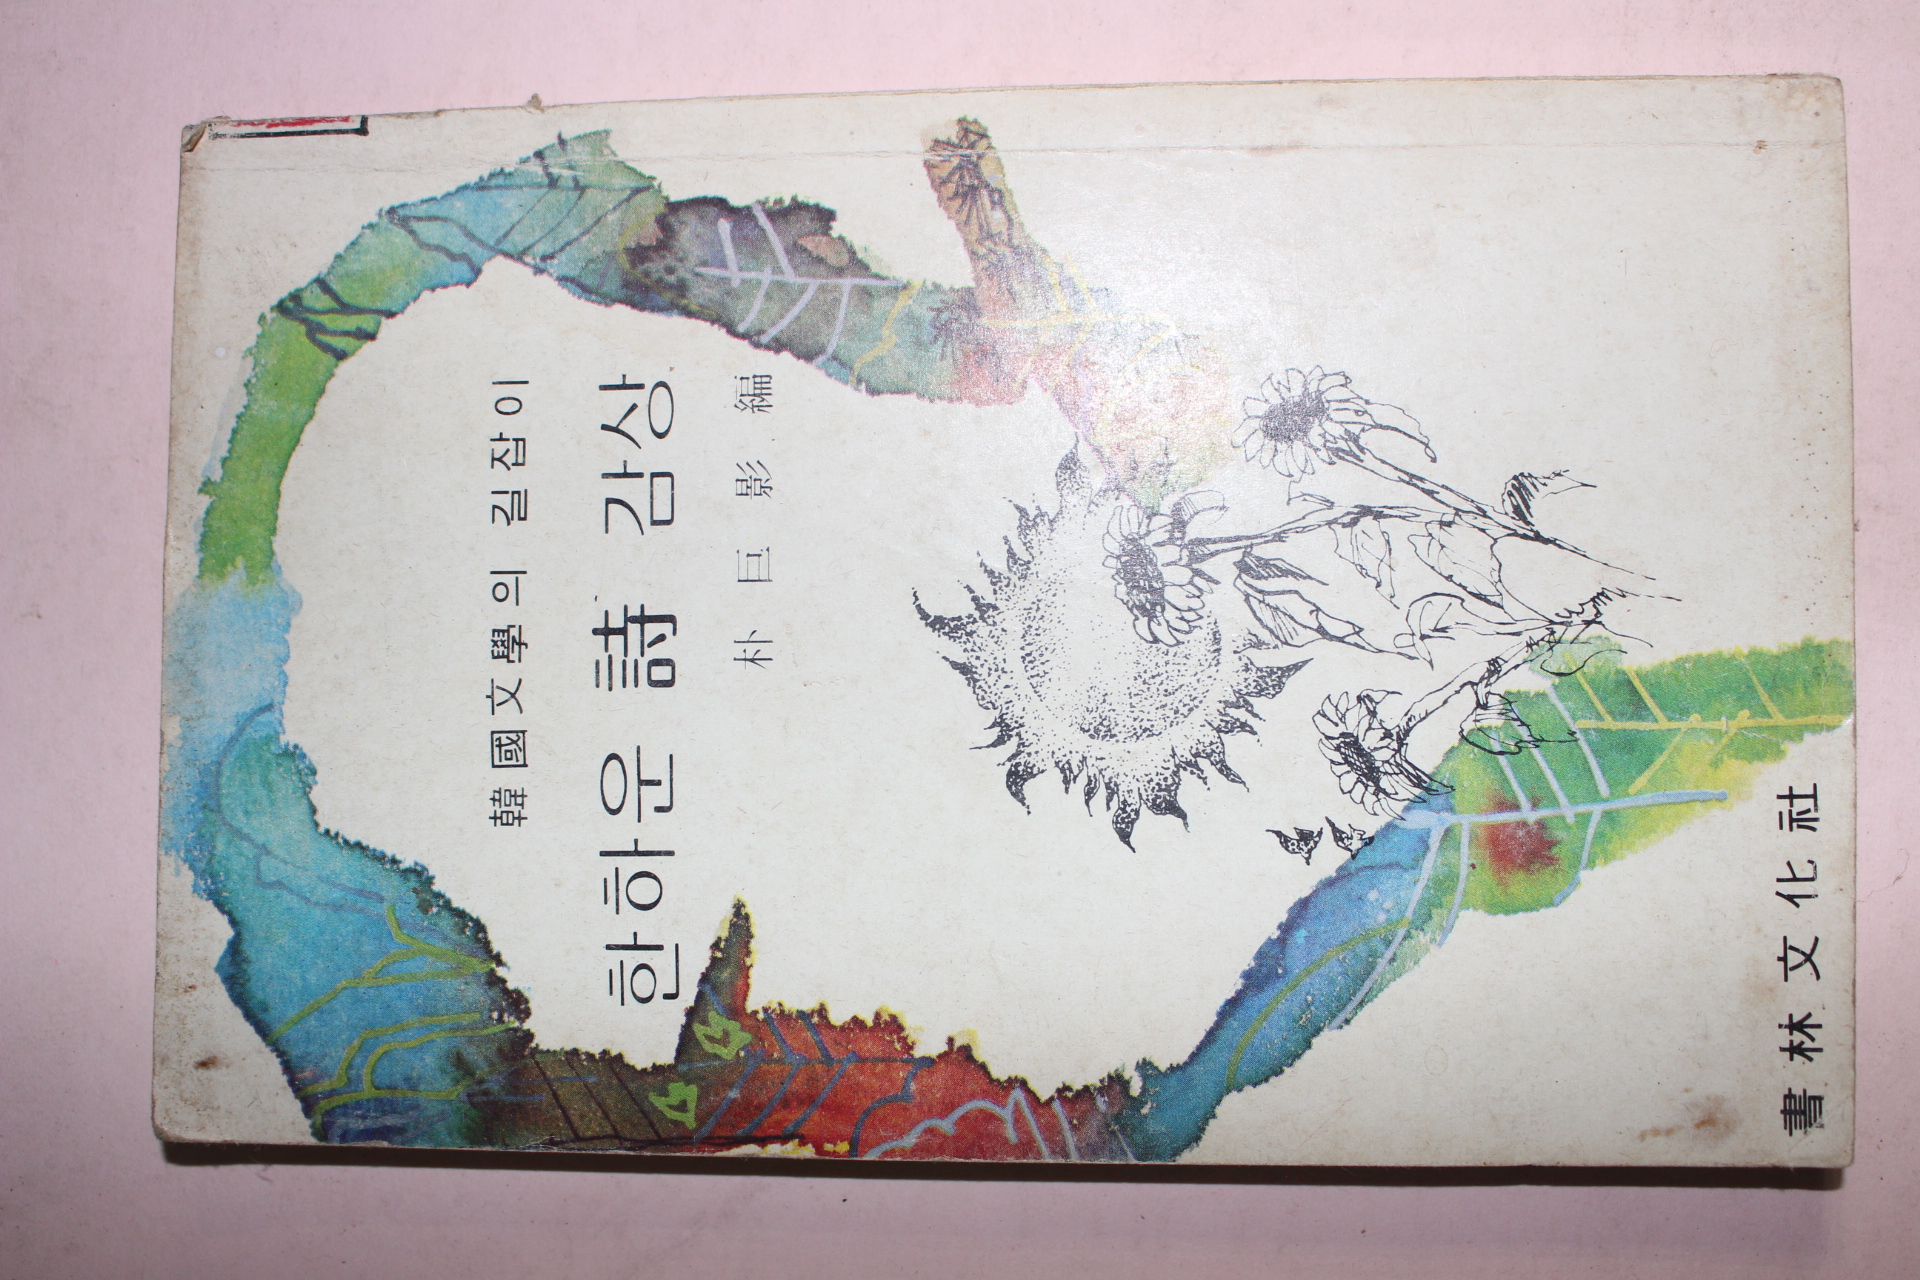 韓國文學의 길잡이
한하운 詩 감상
朴巨影 編
書林文化社